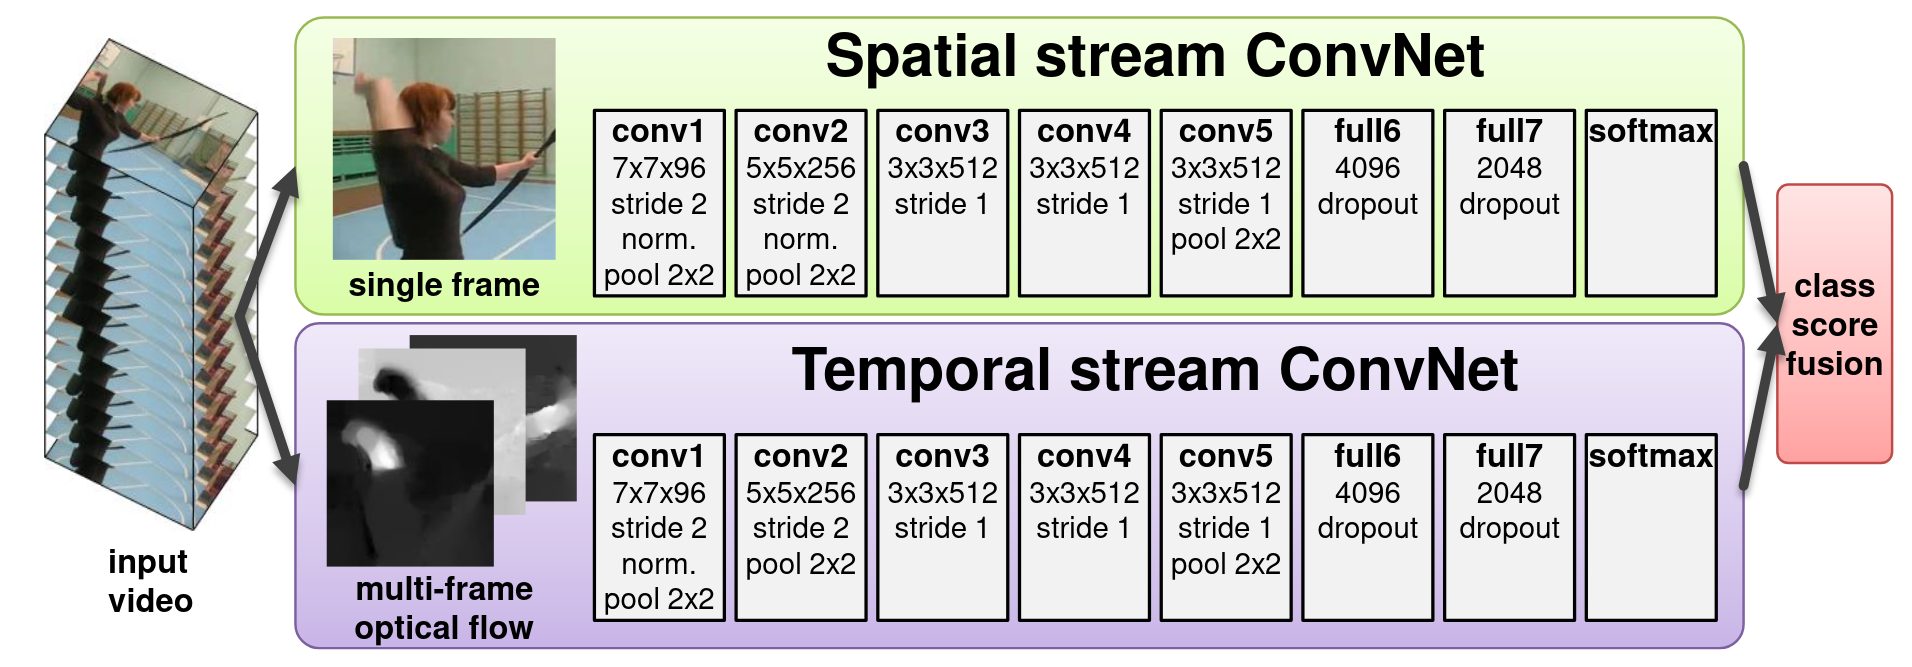 Spatial stream ConvNet
single frame
conv1
7x7x96
stride 2
norm.
pool 2x2
conv2
5x5x256
stride 2
norm.
pool 2x2
conv3
3x3x512
stride 1
conv4
3x3x512
stride 1
conv5
3x3x512
stride 1
pool 2x2
full6
4096
dropout
full7
2048
dropout
softmax
Temporal stream ConvNet
multi-frame
optical flow
conv1
7x7x96
stride 2
norm.
pool 2x2
conv2
5x5x256
stride 2
pool 2x2
conv3
3x3x512
stride 1
conv4
3x3x512
stride 1
conv5
3x3x512
stride 1
pool 2x2
full6
4096
dropout
full7
2048
dropout
softmax
input
video
class
score
fusion